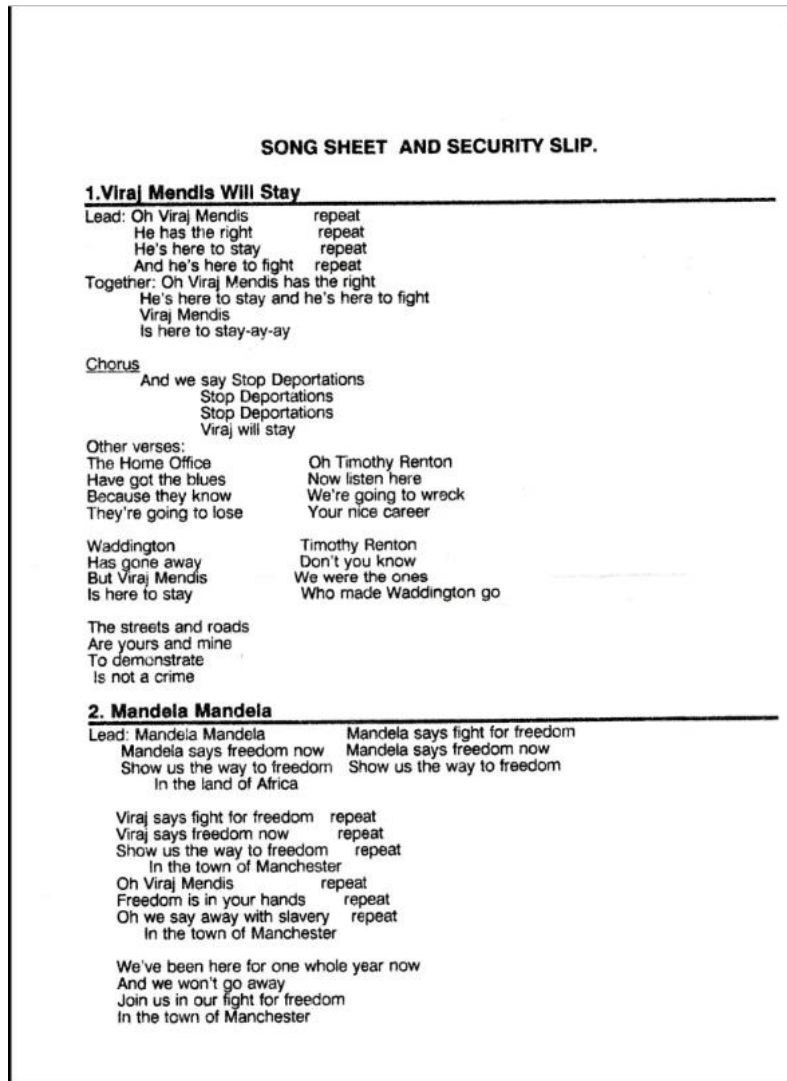 SONG SHEET AND SECURITY SLIP.
1.Viraj Mendis Will Stay
Lead: Oh Viraj Mendis repeat
He has the right repeat
He's here to stay repeat
And he's here to fight repeat
Together: Oh Viraj Mendis has the right
He's here to stay and he's here to fight
Viraj Mendis
Is here to stay-ay-ay
Chorus
And we say Stop Deportations
Stop Deportations
Stop Deportations
Viraj will stay
Other verses:
The Home Office
Have got the blues
Because they know
They're going to lose
Oh Timothy Renton
Now listen here
We're going to wreck
Your nice career
Waddington
Has gone away
But Viraj Mendis
Is here to stay
Timothy Renton
Don't you know
We were the ones
Who made Waddington go
The streets and roads
Are yours and mine
To demonstrate
Is not a crime
2. Mandela Mandela
Lead: Mandela Mandela Mandela says fight for freedom
Mandela says freedom now Mandela says freedom now
Show us the way to freedom Show us the way to freedom
In the land of Africa
Viraj says fight for freedom repeat
Viraj says freedom now repeat
Show us the way to freedom repeat
In the town of Manchester
Oh Viraj Mendis repeat
Freedom is in your hands repeat
Oh we say away with slavery repeat
In the town of Manchester
We've been here for one whole year now
And we won't go away
Join us in our fight for freedom
In the town of Manchester